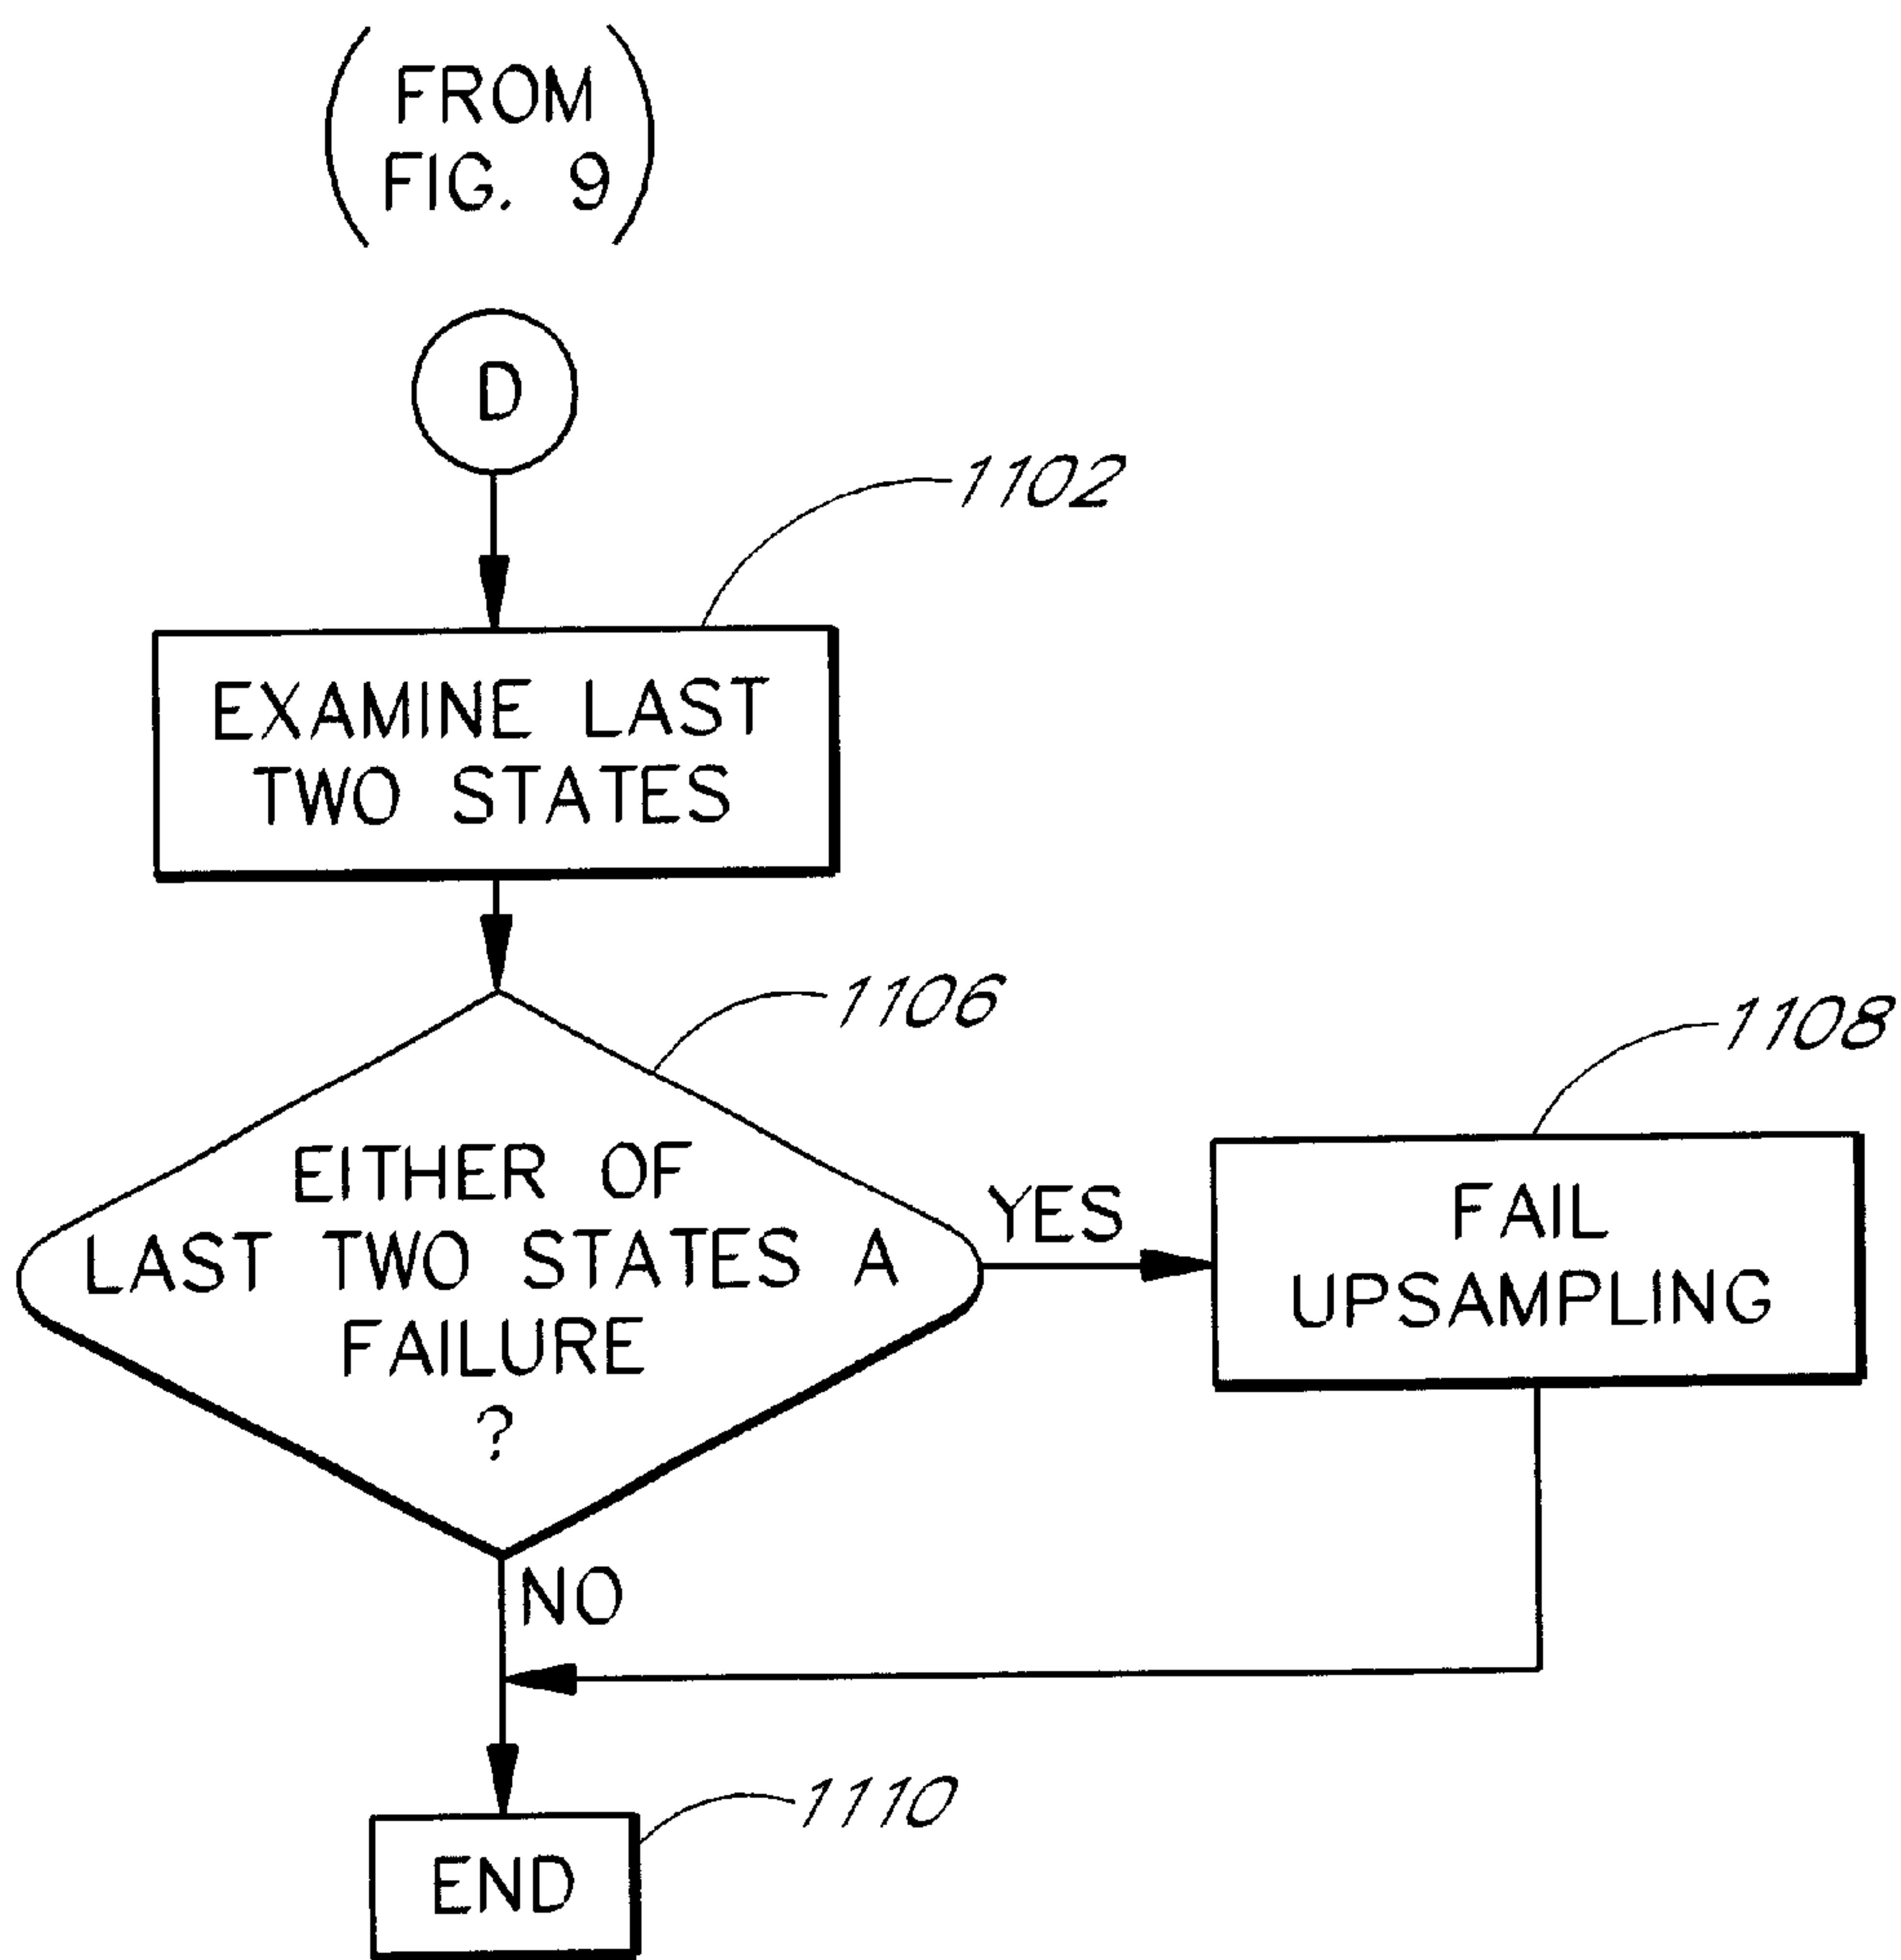 FROM
FIG. 9
D
1102
EXAMINE LAST
TWO STATES
1106
1108
EITHER OF
LAST TWO STATES A
FAILURE
?
YES
FAIL
UPSAMPLING
NO
1110
END